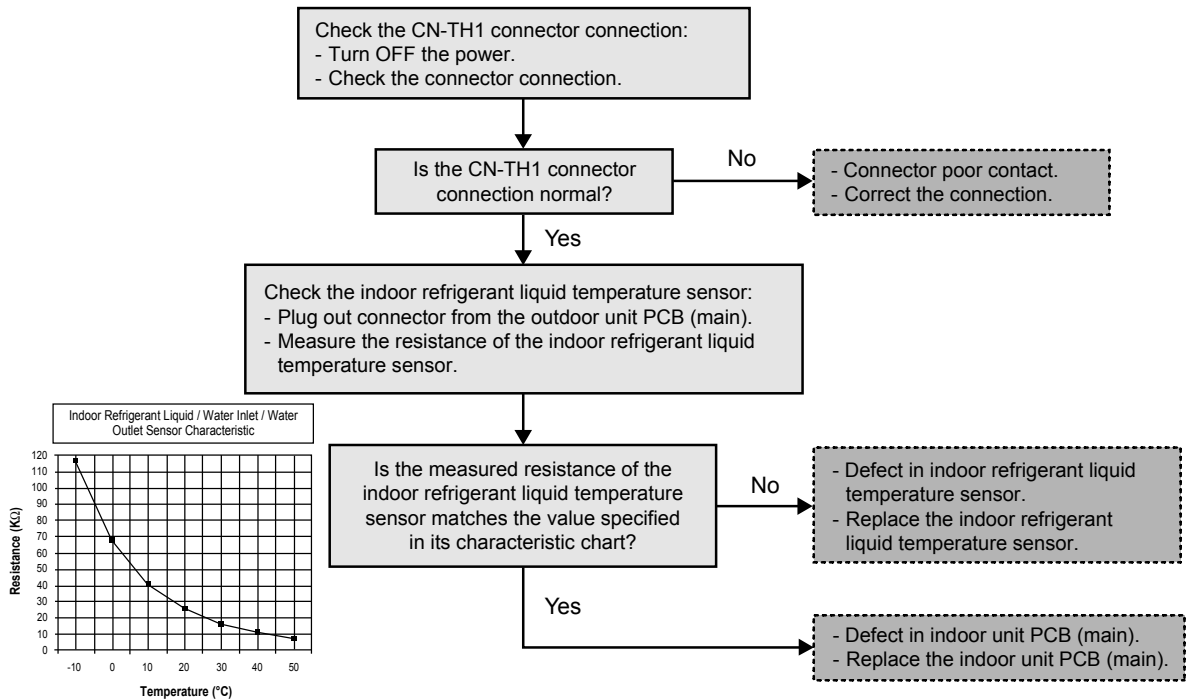 Check the CN-TH1 connector connection:
- Turn OFF the power.
- Check the connector connection.
Is the CN-TH1 connector
connection normal?
No
- Connector poor contact.
- Correct the connection.
Yes
Check the indoor refrigerant liquid temperature sensor:
- Plug out connector from the outdoor unit PCB (main).
- Measure the resistance of the indoor refrigerant liquid
temperature sensor.
Indoor Refrigerant Liquid / Water Inlet / Water
Outlet Sensor Characteristic
Resistance (KΩ)
120
110
100
90
80
70
60
50
40
30
20
10
0
-10 0 10 20 30 40 50
Temperature (°C)
Is the measured resistance of the
indoor refrigerant liquid temperature
sensor matches the value specified
in its characteristic chart?
No
- Defect in indoor refrigerant liquid
temperature sensor.
- Replace the indoor refrigerant
liquid temperature sensor.
Yes
- Defect in indoor unit PCB (main).
- Replace the indoor unit PCB (main).